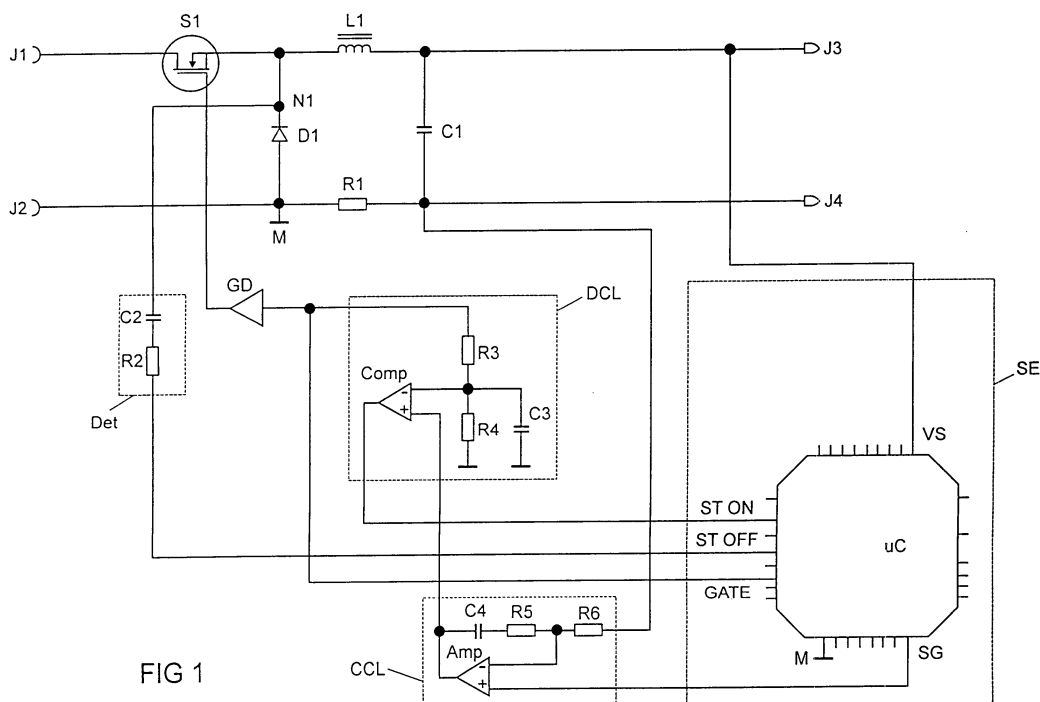 S1
L1
J1
J3
N1
D1
C1
R1
J2
J4
M
GD
DCL
C2
R3
R2
Comp
-
+
SE
R4
C3
Det
VS
ST ON
ST OFF
uC
GATE
C4
R5
R6
Amp
M
SG
-
+
CCL
FIG 1